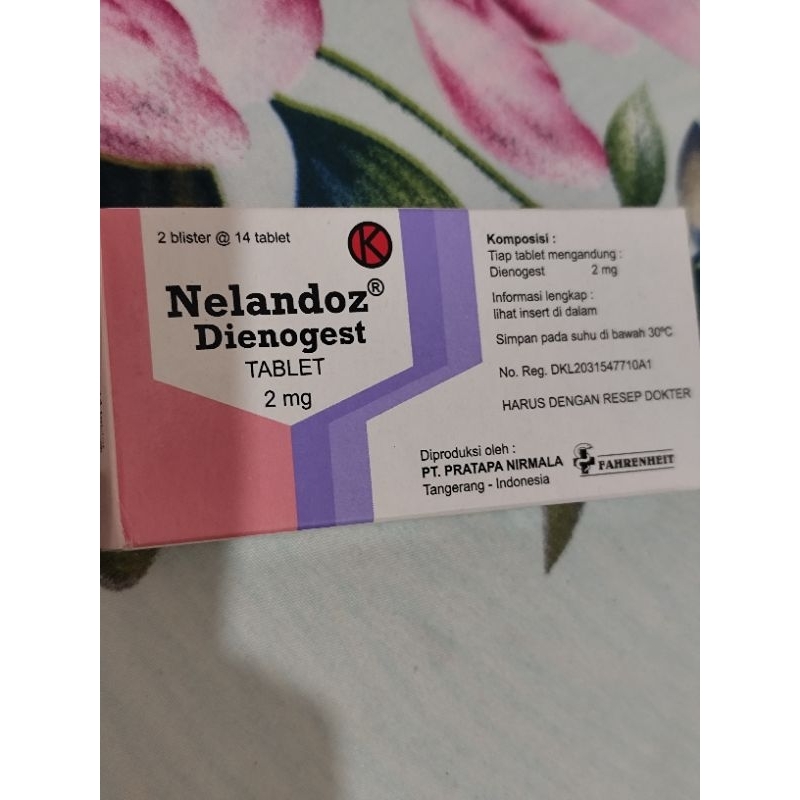 2 blister @ 14 tablet
K
Nelandoz®
Dienogest
TABLET
2 mg
Komposisi :
Tiap tablet mengandung :
Dienogest 2 mg
Informasi lengkap :
lihat insert di dalam
Simpan pada suhu di bawah 30°C
No. Reg. DKL2031547710A1
HARUS DENGAN RESEP DOKTER
Diproduksi oleh :
PT. PRATAPA NIRMALA
Tangerang - Indonesia
FAHRENHEIT